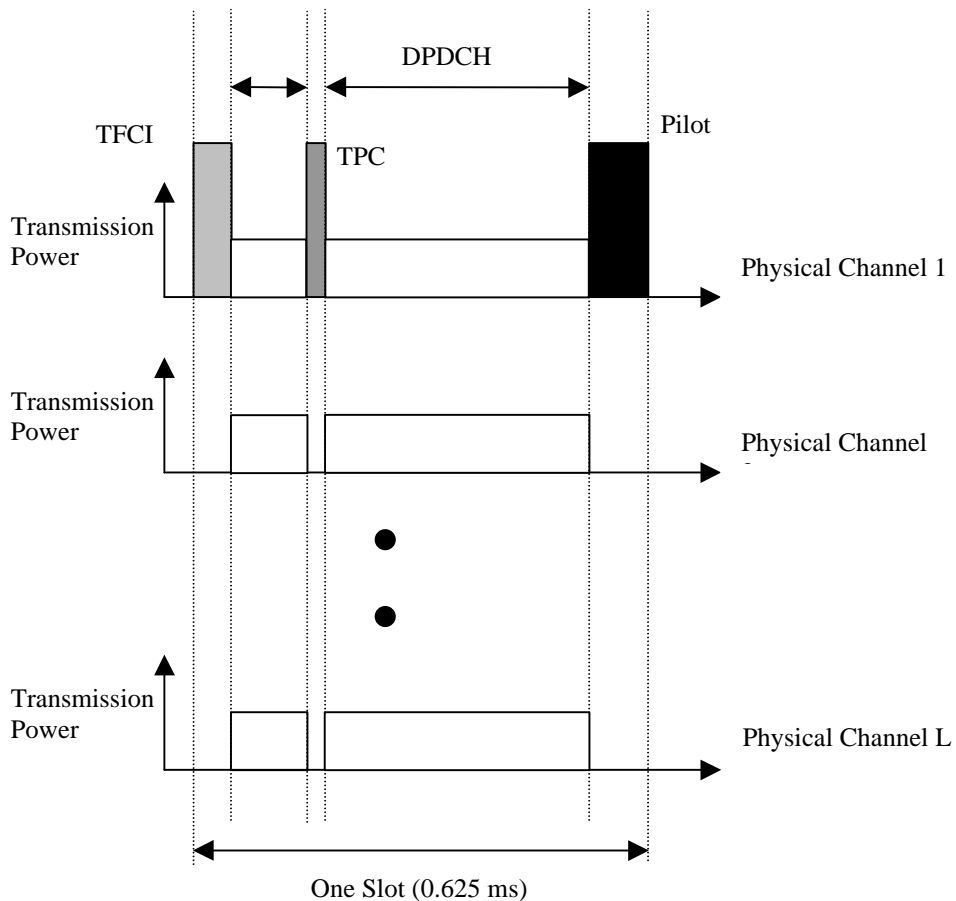 DPDCH
TFCI
TPC
Pilot
Transmission
Power
Physical Channel 1
Transmission
Power
Physical Channel
Transmission
Power
Physical Channel L
One Slot (0.625 ms)